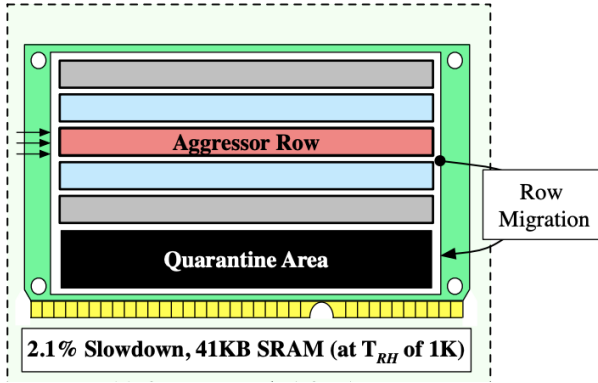 Aggressor Row
Row
Migration
Quarantine Area
2.1% Slowdown, 41KB SRAM (at T_RH of 1K)